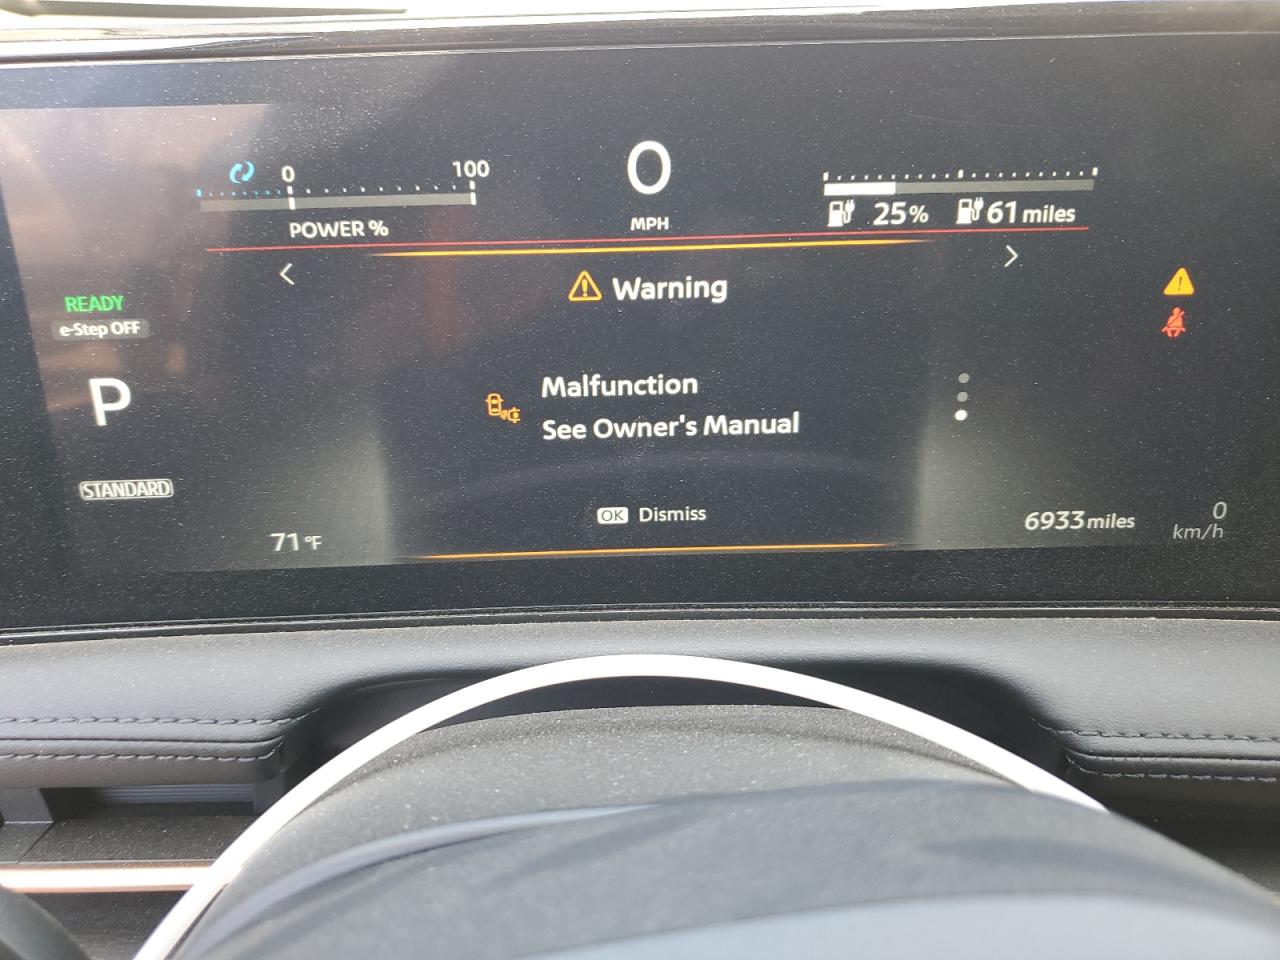 0 100
POWER %
0
MPH
25% 61 miles
Warning
READY
e-Step OFF
P
Malfunction
See Owner's Manual
STANDARD
OK Dismiss
71°F
6933 miles
0
km/h